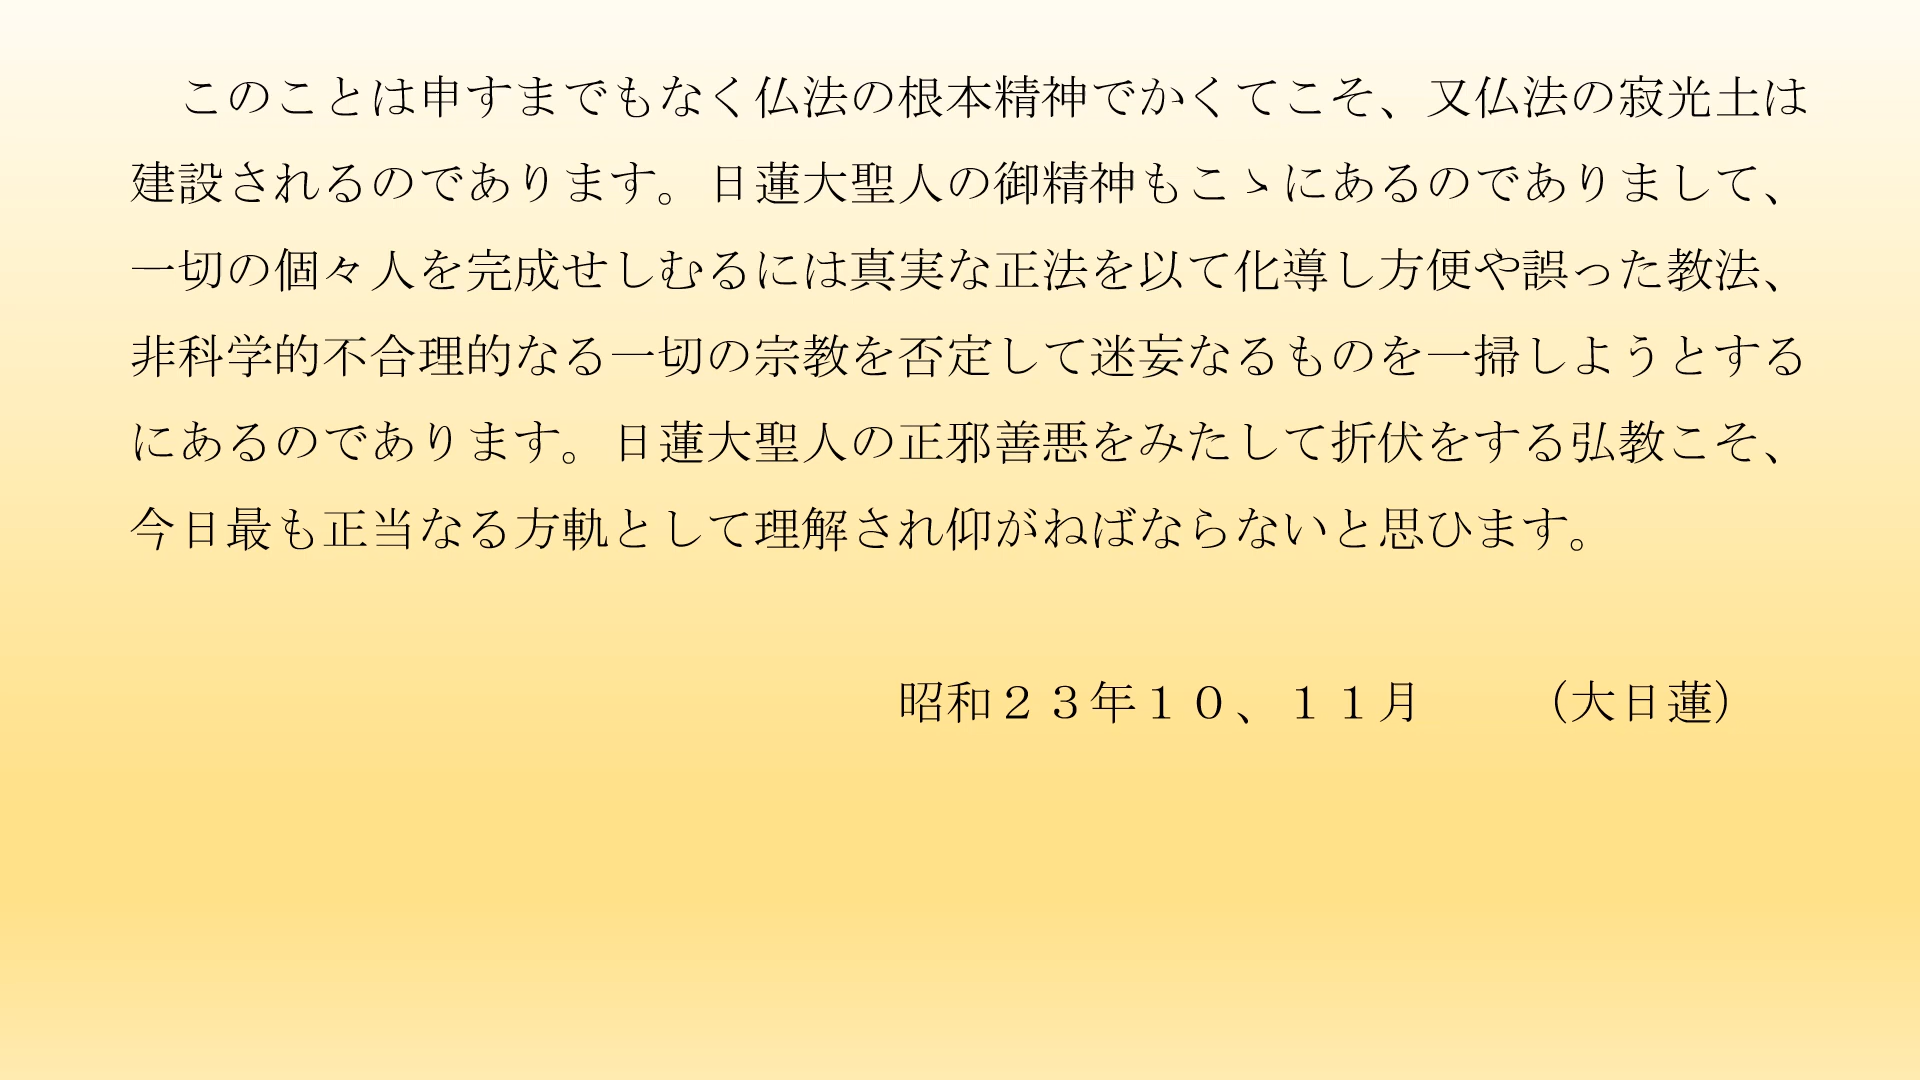 このことは申すまでもなく仏法の根本精神でかくてこそ、又仏法の寂光土は
建設されるのであります。日蓮大聖人の御精神もこゝにあるのでありまして、
一切の個々人を完成せしむるには真実な正法を以て化導し方便や誤った教法、
非科学的不合理的なる一切の宗教を否定して迷妄なるものを一掃しようとする
にあるのであります。日蓮大聖人の正邪善悪をみたして折伏をする弘教こそ、
今日最も正当なる方軌として理解され仰がねばならないと思ひます。
昭和２３年１０、１１月　　（大日蓮）